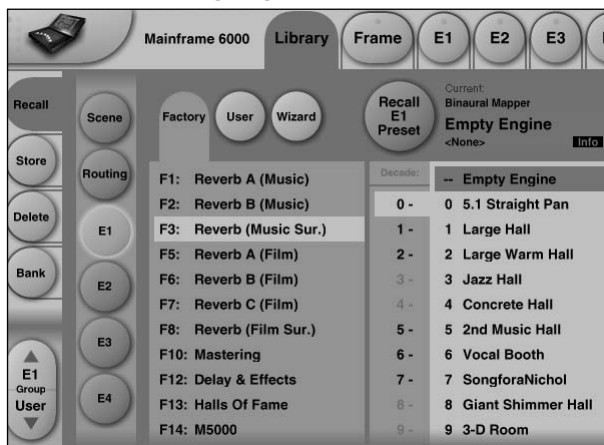 Mainframe 6000
Library
Frame
E1
E2
E3
Recall
Store
Delete
Bank
E1
Group
User
Scene
Routing
E1
E2
E3
E4
Factory
User
Wizard
Recall
E1
Preset
Current:
Binaural Mapper
Empty Engine
<None>
Info
F1: Reverb A (Music)
F2: Reverb B (Music)
F3: Reverb (Music Sur.)
F5: Reverb A (Film)
F6: Reverb B (Film)
F7: Reverb C (Film)
F8: Reverb (Film Sur.)
F10: Mastering
F12: Delay & Effects
F13: Halls Of Fame
F14: M5000
Decade:
0 -
1 -
2 -
3 -
4 -
5 -
6 -
7 -
8 -
9 -
-- Empty Engine
0 5.1 Straight Pan
1 Large Hall
2 Large Warm Hall
3 Jazz Hall
4 Concrete Hall
5 2nd Music Hall
6 Vocal Booth
7 SongforaNichol
8 Giant Shimmer Hall
9 3-D Room